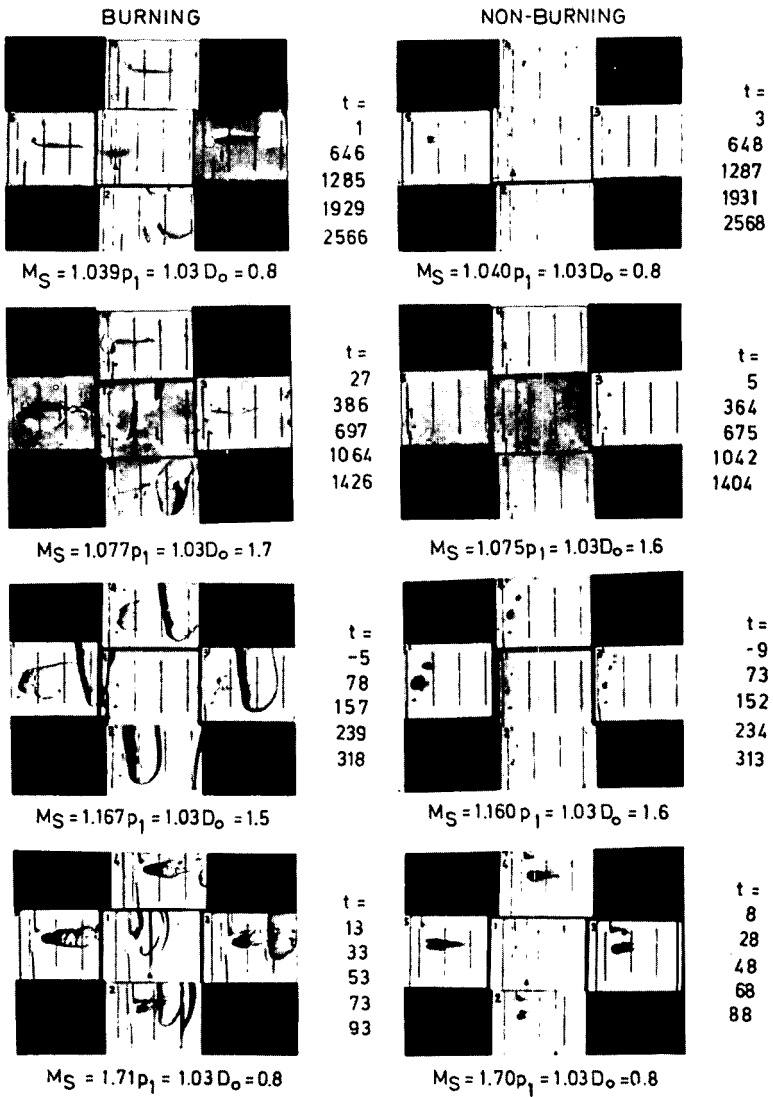 BURNING
NON-BURNING
t =
1
646
1285
1929
2566
M_S = 1.039 p_1 = 1.03 D_o = 0.8
t =
3
648
1287
1931
2568
M_S = 1.040 p_1 = 1.03 D_o = 0.8
t =
27
386
697
1064
1426
M_S = 1.077 p_1 = 1.03 D_o = 1.7
t =
5
364
675
1042
1404
M_S = 1.075 p_1 = 1.03 D_o = 1.6
t =
-5
78
157
239
318
M_S = 1.167 p_1 = 1.03 D_o = 1.5
t =
-9
73
152
234
313
M_S = 1.160 p_1 = 1.03 D_o = 1.6
t =
13
33
53
73
93
M_S = 1.71 p_1 = 1.03 D_o = 0.8
t =
8
28
48
68
88
M_S = 1.70 p_1 = 1.03 D_o = 0.8